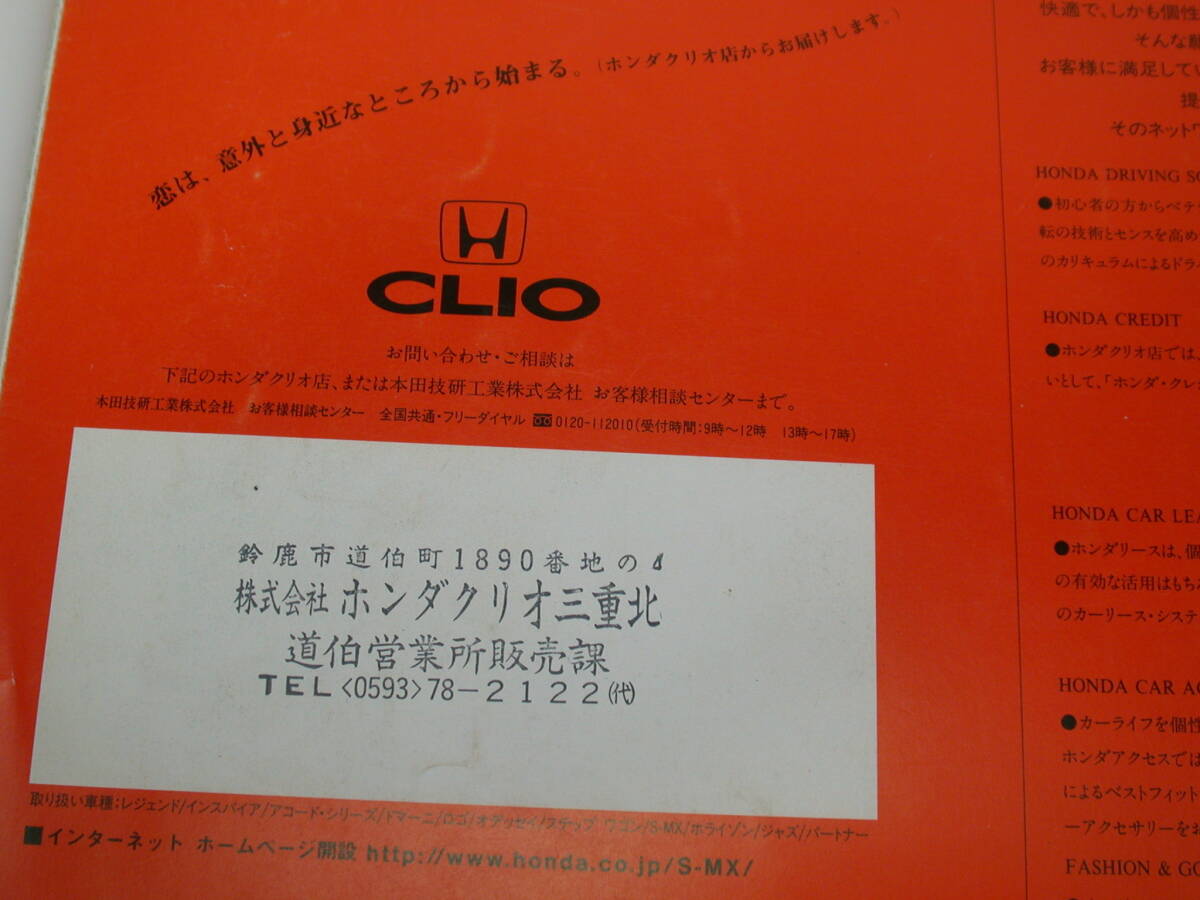 恋は、意外と身近なところから始まる。(ホンダクリオ店からお届けします。)
CLIO
お問い合わせ・ご相談は
下記のホンダクリオ店、または本田技研工業株式会社 お客様相談センターまで。
本田技研工業株式会社 お客様相談センター 全国共通・フリーダイヤル 0120-112010(受付時間:9時〜12時 13時〜17時)
鈴鹿市道伯町1890番地の4
株式会社 ホンダクリオ三重北
道伯営業所販売課
TEL<0593>78-2122(代)
取り扱い車種:レジェンド/インスパイア/アコード・シリーズ/ドマーニ/ロゴ/オデッセイ/ステップ ワゴン/S-MX/ホライゾン/ジャズ/パートナー
■インターネット ホームページ開設 http://www.honda.co.jp/S-MX/
快適で、しかも個性
そんな
お客様に満足してい
提
そのネットワ
HONDA DRIVING SC
●初心者の方からベテ
転の技術とセンスを高め
のカリキュラムによるドラ
HONDA CREDIT
●ホンダクリオ店では、
いとして、「ホンダ・クレ
HONDA CAR LEA
●ホンダリースは、個
の有効な活用はもち
のカーリース・システ
HONDA CAR AC
●カーライフを個性
ホンダアクセスでは
によるベストフィット
ーアクセサリーをお
FASHION & GO